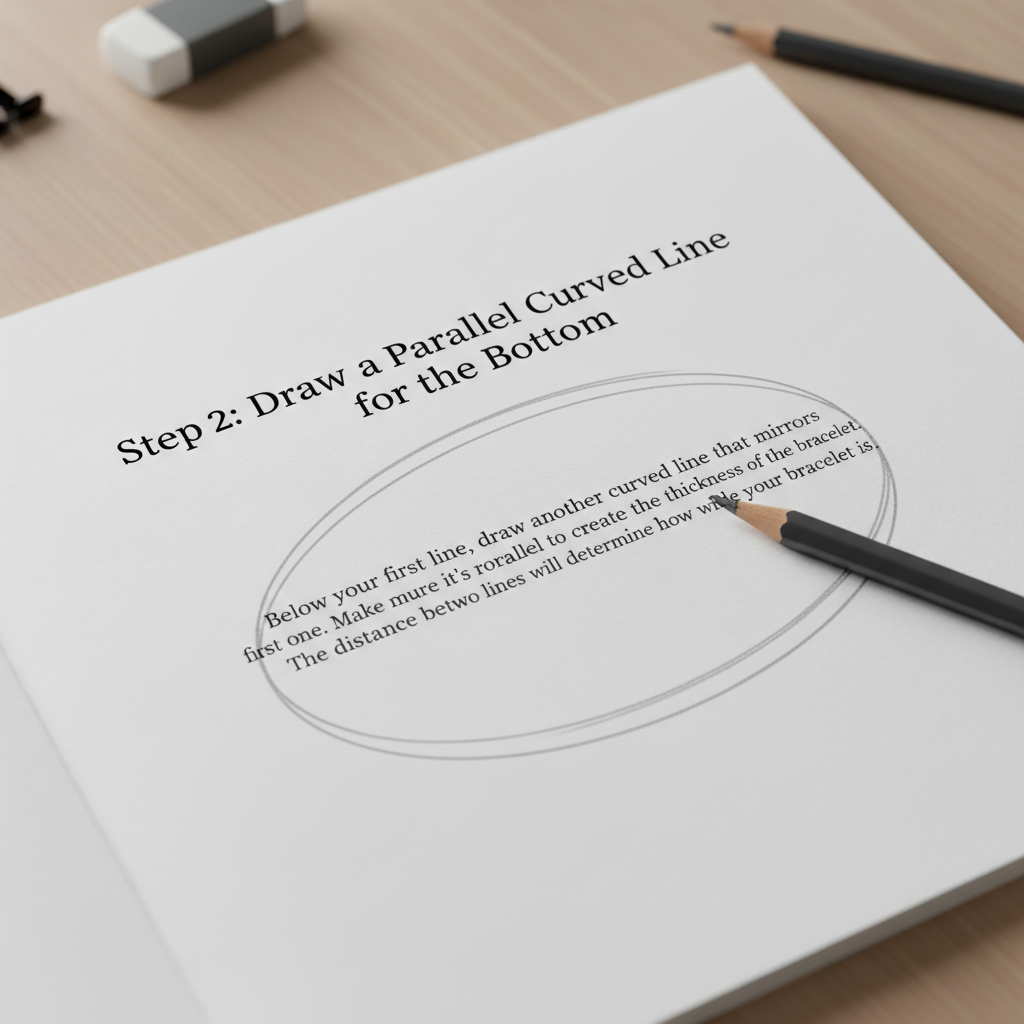 Step 2: Draw a Parallel Curved Line
for the Bottom
Below your first line, draw another curved line that mirrors
first one. Make mure it's rorallel to create the thickness of the bracelet.
The distance betwo lines will determine how wide your bracelet is.